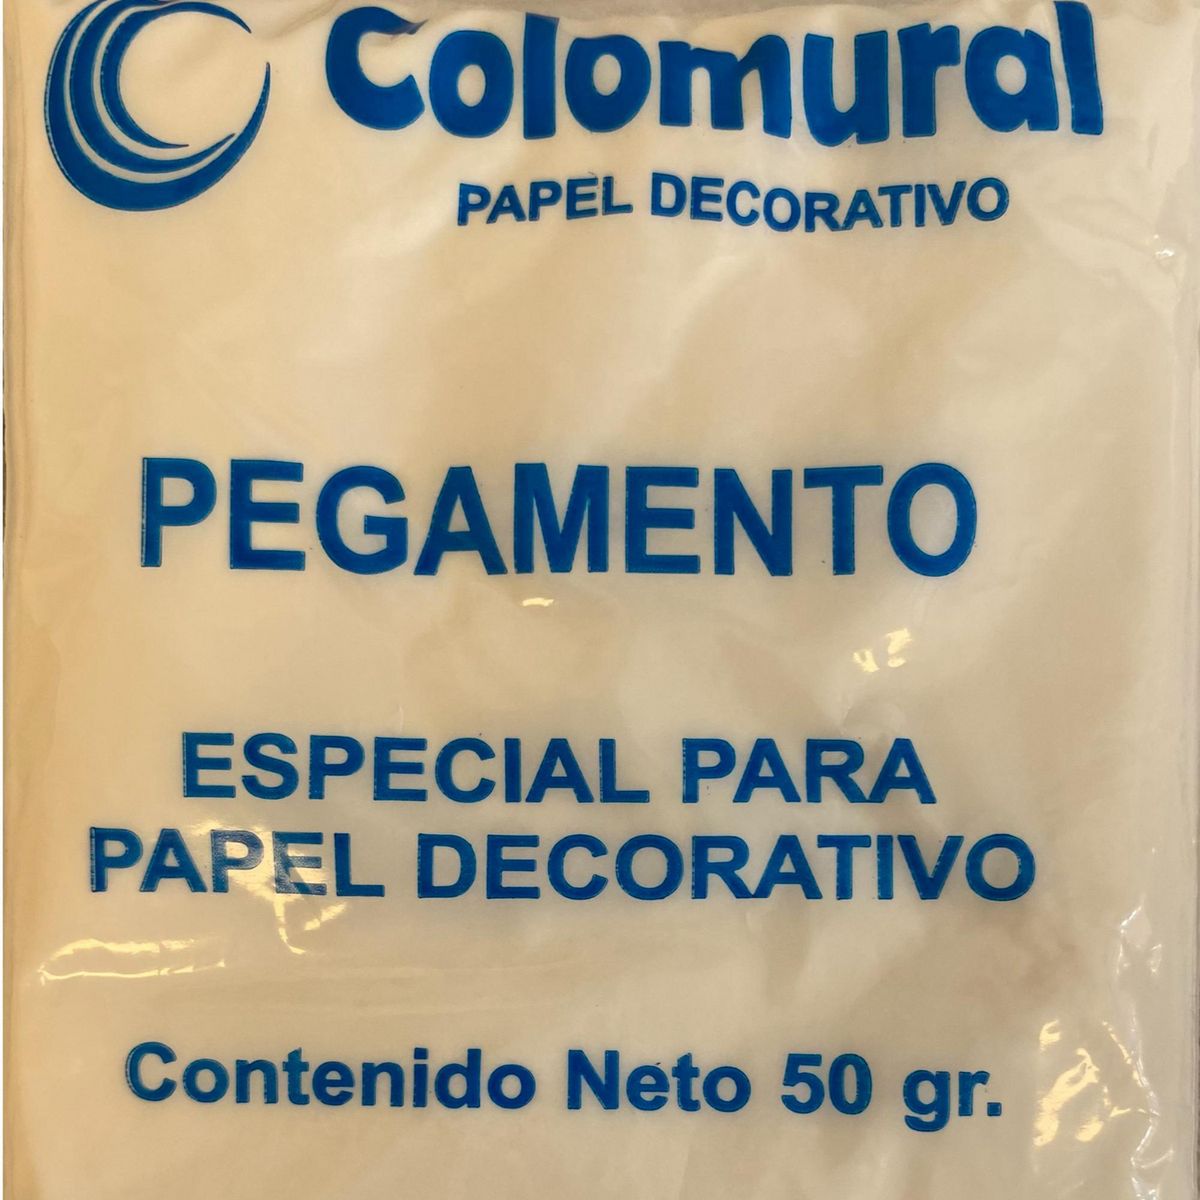 Colomural
PAPEL DECORATIVO
PEGAMENTO
ESPECIAL PARA
PAPEL DECORATIVO
Contenido Neto 50 gr.